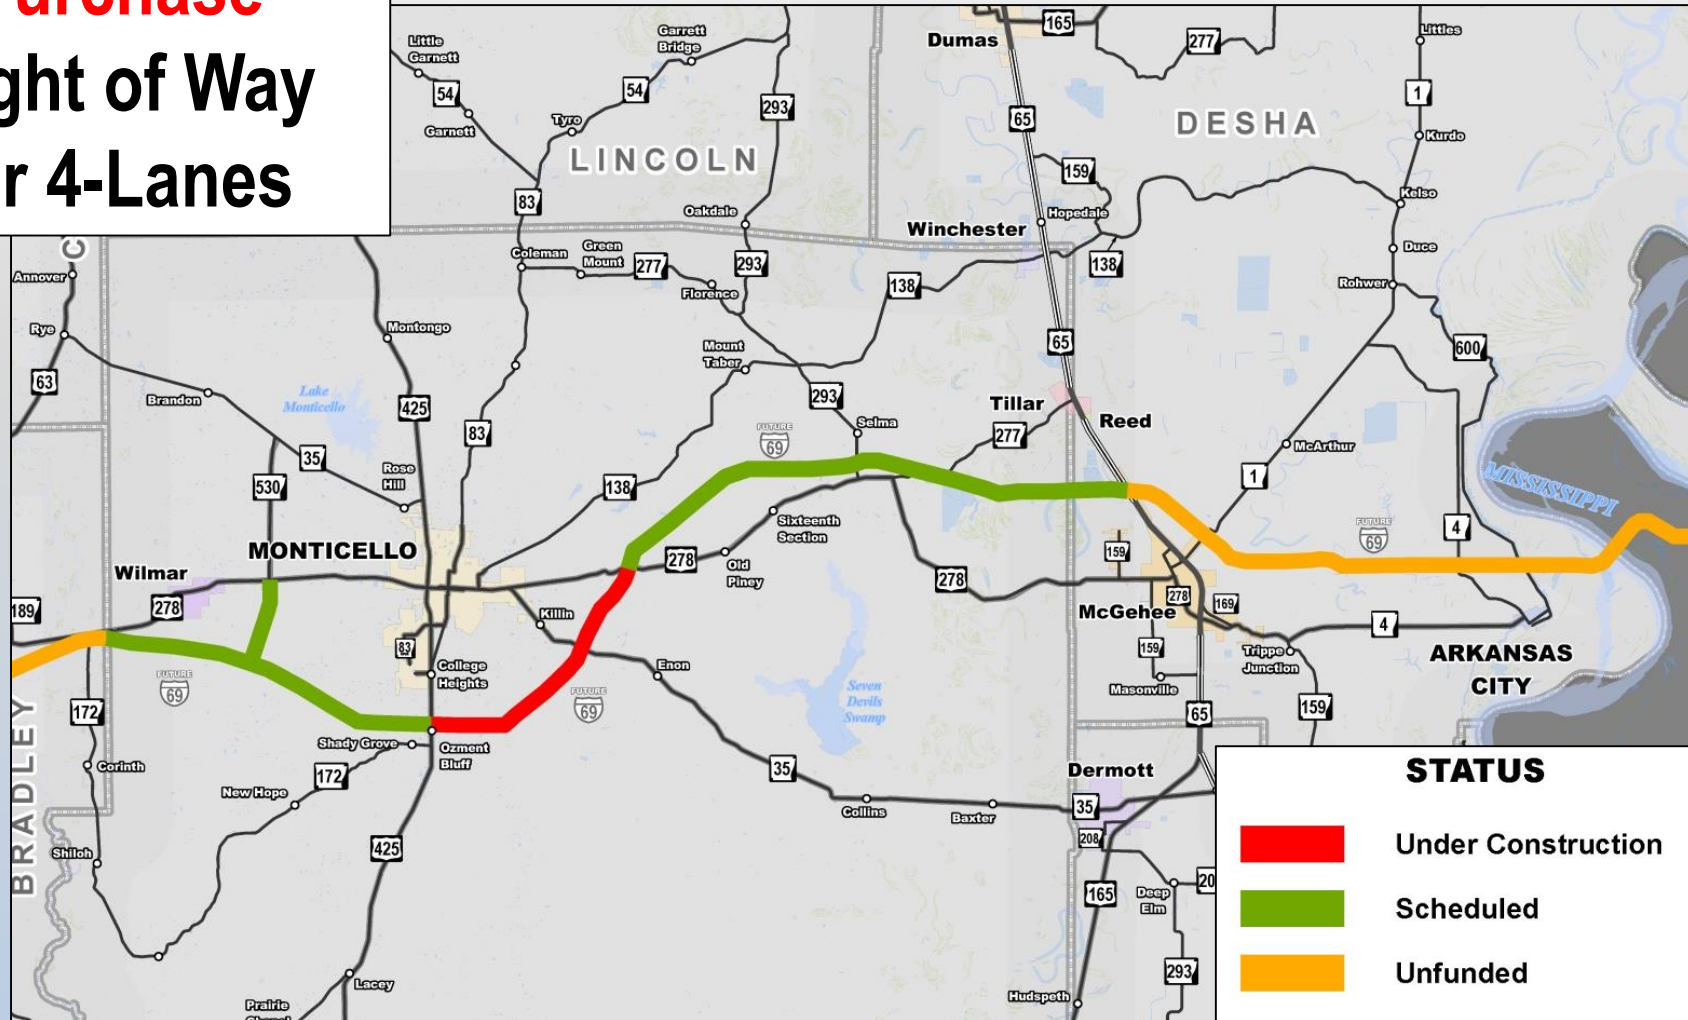 urchase
ght of Way
r 4-Lanes
Little
Garnett
54
Garnett
Garrett
Bridge
54
Tyro
293
LINCOLN
83
Oakdale
Dumas
165
277
65
DESHA
159
Hopedale
Winchester
138
Littles
1
Kurdo
Kelso
Duce
Rohwer
600
C
Annover
Rye
63
Brandon
Lake
Monticello
Montongo
425
35
530
Rose
Hill
Coleman
Green
Mount
277
Florence
293
138
Mount
Taber
293
83
Selma
FUTURE
69
138
65
Tillar
277
Reed
McArthur
1
MISSISSIPPI
FUTURE
69
4
MONTICELLO
Wilmar
278
189
278
Sixteenth
Section
Old
Piney
278
159
McGehee
278
169
4
ARKANSAS
CITY
Killin
83
College
Heights
Enon
FUTURE
69
FUTURE
69
172
Seven
Devils
Swamp
159
Masonville
Trippe
Junction
159
65
Shady Grove
Ozment
Bluff
Corinth
172
New Hope
BRADLEY
Shiloh
425
35
Collins
Baxter
Dermott
35
208
165
Deep
Elm
20
293
Hudspeth
Lacey
Prairie
STATUS
Under Construction
Scheduled
Unfunded